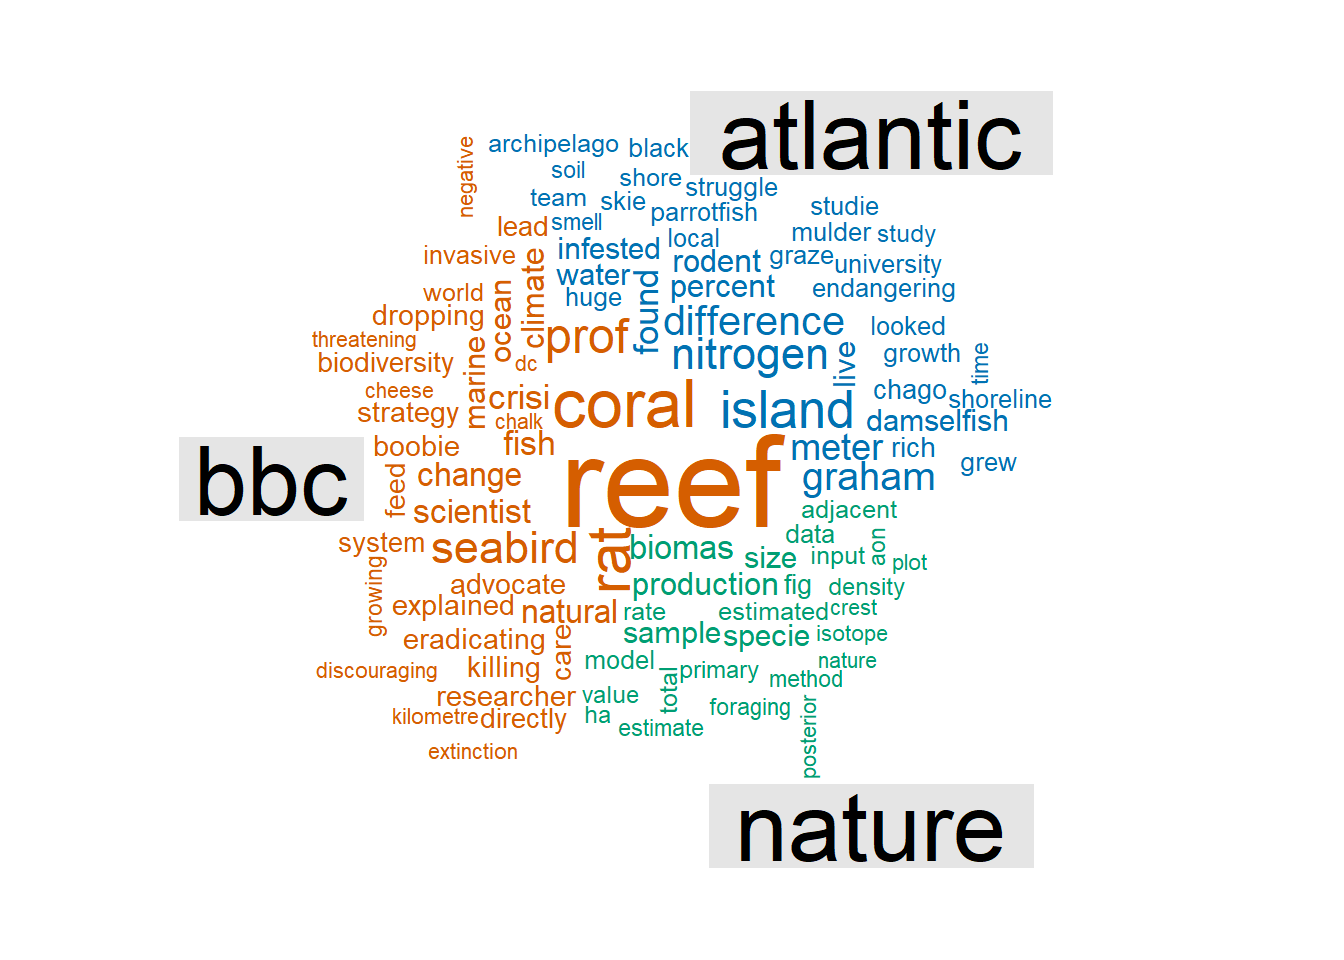 atlantic
archipelago black
negative
soil shore struggle
team skie parrotfish studie
lead smell local mulder study
invasive infested rodent graze university
climate water found percent endangering
world ocean huge
dropping prof difference looked
threatening marine nitrogen live growth time
biodiversity dc
cheese crisi coral island chago shoreline
strategy chalk damselfish
boobie fish reef meter rich
bbc feed change graham grew
scientist adjacent
system seabird rat biomas size data input aon plot
growing advocate production fig density
explained natural rate estimated crest
eradicating care sample specie isotope
discouraging killing model total primary nature
researcher value method
kilometre directly ha foraging posterior
extinction estimate
nature